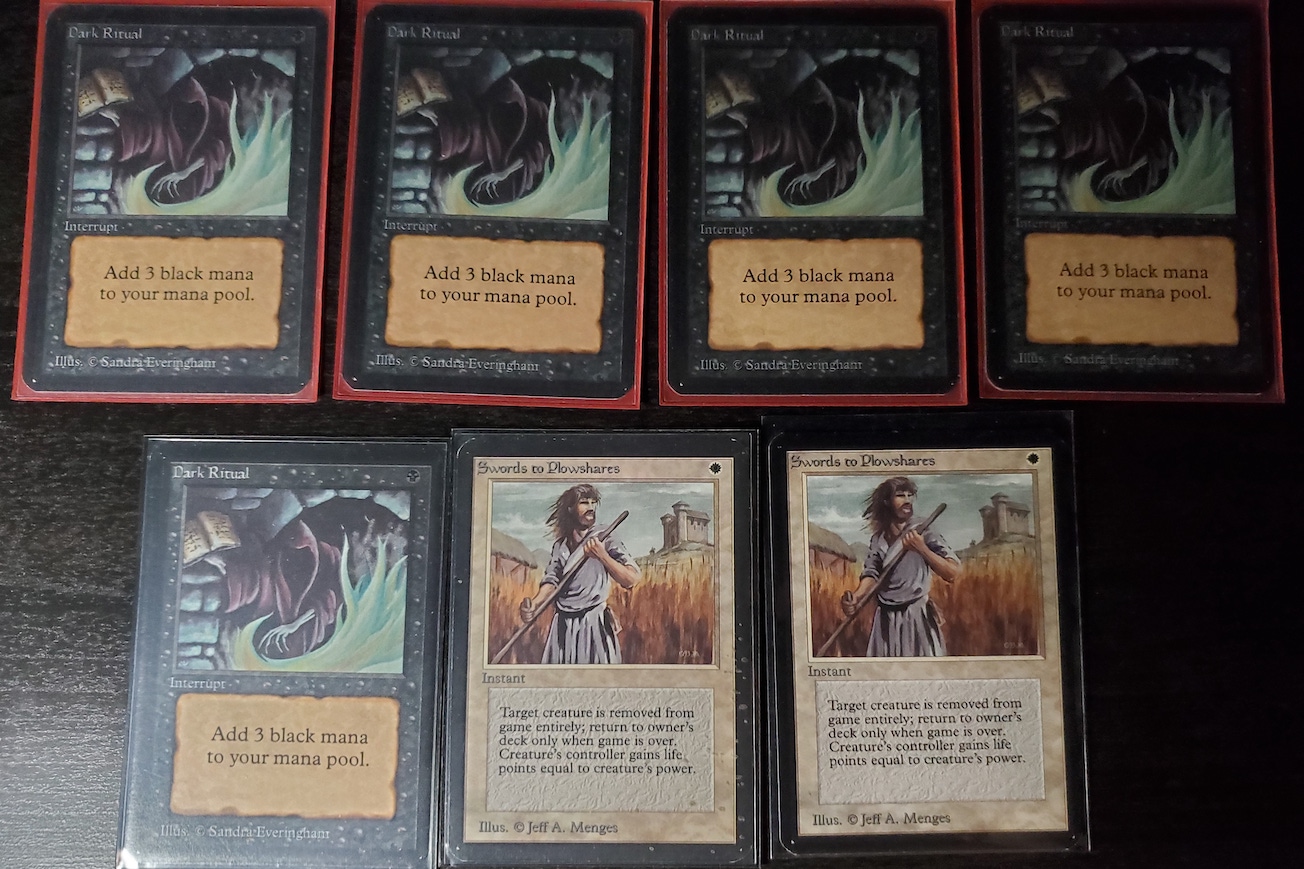 Dark Ritual
Interrupt
Add 3 black mana
to your mana pool.
Illus. © Sandra Everingham
Dark Ritual
Interrupt
Add 3 black mana
to your mana pool.
Illus. © Sandra Everingham
Dark Ritual
Interrupt
Add 3 black mana
to your mana pool.
Illus. © Sandra Everingham
Dark Ritual
Interrupt
Add 3 black mana
to your mana pool.
Illus. © Sandra Everingham
Dark Ritual
Interrupt
Add 3 black mana
to your mana pool.
Illus. © Sandra Everingham
Swords to Plowshares
Instant
Target creature is removed from
game entirely; return to owner's
deck only when game is over.
Creature's controller gains life
points equal to creature's power.
Illus. © Jeff A. Menges
Swords to Plowshares
Instant
Target creature is removed from
game entirely; return to owner's
deck only when game is over.
Creature's controller gains life
points equal to creature's power.
Illus. © Jeff A. Menges